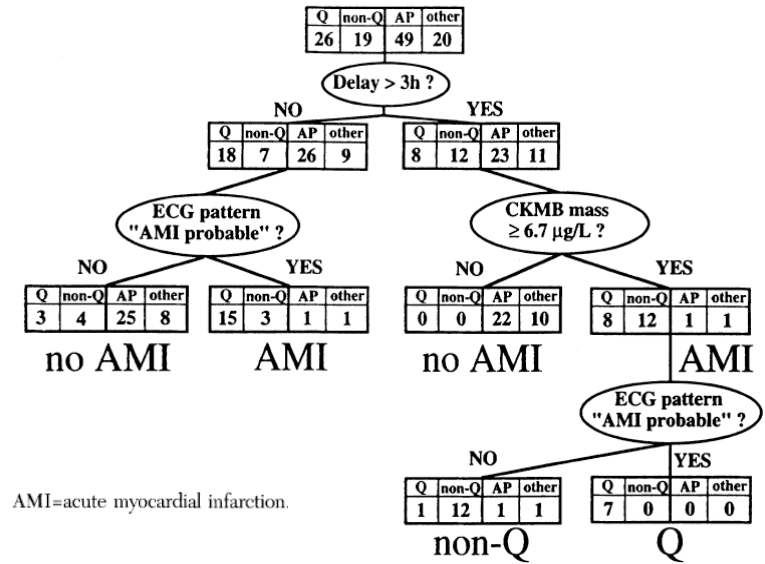 Q non-Q AP other
26 19 49 20
Delay > 3h ?
NO YES
Q non-Q AP other Q non-Q AP other
18 7 26 9 8 12 23 11
ECG pattern CKMB mass
"AMI probable" ? ≥ 6.7 µg/L ?
NO YES NO YES
Q non-Q AP other Q non-Q AP other Q non-Q AP other Q non-Q AP other
3 4 25 8 15 3 1 1 0 0 22 10 8 12 1 1
no AMI AMI no AMI AMI
ECG pattern
"AMI probable" ?
NO YES
Q non-Q AP other Q non-Q AP other
1 12 1 1 7 0 0 0
non-Q Q
AMI=acute myocardial infarction.